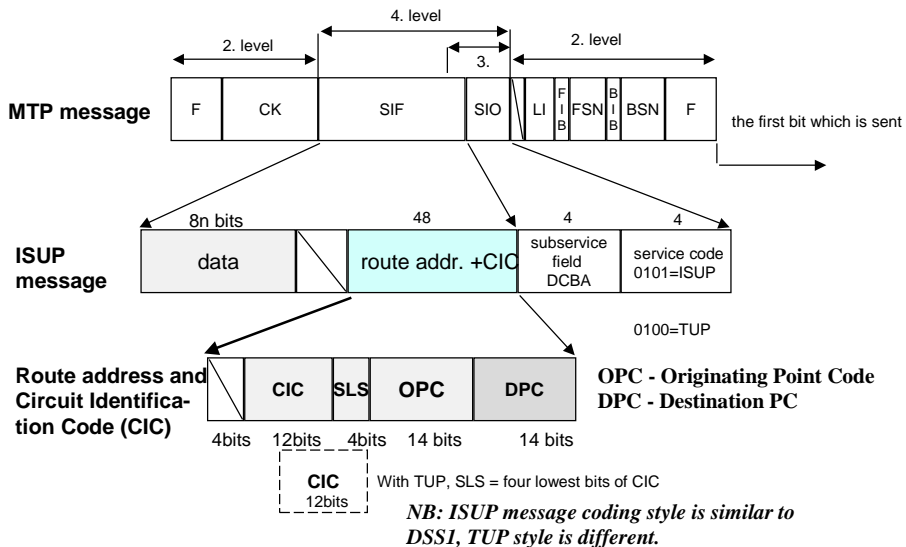 4. level
2. level
2. level
3.
MTP message
F
CK
SIF
SIO
LI
F
I
B
FSN
B
I
B
BSN
F
the first bit which is sent
8n bits
48
4
4
ISUP
message
data
route addr. +CIC
subservice
field
DCBA
service code
0101=ISUP
0100=TUP
Route address and
Circuit Identifica-
tion Code (CIC)
CIC
SLS
OPC
DPC
OPC - Originating Point Code
DPC - Destination PC
4bits
12bits
4bits
14 bits
14 bits
CIC
12bits
With TUP, SLS = four lowest bits of CIC
NB: ISUP message coding style is similar to
DSS1, TUP style is different.